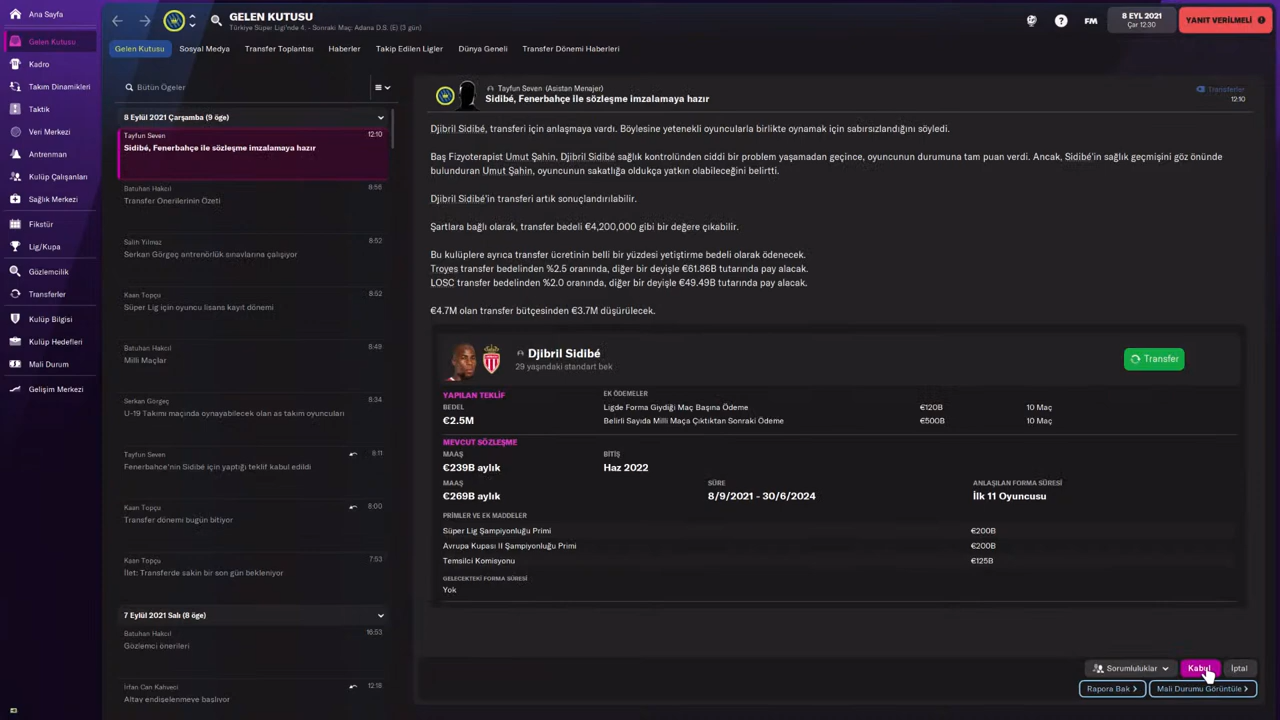 Ana Sayfa
Gelen Kutusu
Kadro
Takım Dinamikleri
Taktik
Veri Merkezi
Antrenman
Kulüp Çalışanları
Sağlık Merkezi
Fikstür
Lig/Kupa
Gözlemcilik
Transferler
Kulüp Bilgisi
Kulüp Hedefleri
Mali Durum
Gelişim Merkezi
GELEN KUTUSU
Türkiye Süper Ligi'nde 4. - Sonraki Maç: Adana D.S. (E) (3 gün)
FM
8 EYL 2021
Çar 12:30
YANIT VERİLMELİ
Gelen Kutusu
Sosyal Medya
Transfer Toplantısı
Haberler
Takip Edilen Ligler
Dünya Geneli
Transfer Dönemi Haberleri
Bütün Ögeler
8 Eylül 2021 Çarşamba (9 öge)
Tayfun Seven 12:10
Sidibé, Fenerbahçe ile sözleşme imzalamaya hazır
Batuhan Hakcıl 8:56
Transfer Önerilerinin Özeti
Salih Yılmaz 8:52
Serkan Görgeç antrenörlük sınavlarına çalışıyor
Kaan Topçu 8:52
Süper Lig için oyuncu lisans kayıt dönemi
Batuhan Hakcıl 8:49
Milli Maçlar
Serkan Görgeç 8:34
U-19 Takımı maçında oynayabilecek olan as takım oyuncuları
Tayfun Seven 8:11
Fenerbahçe'nin Sidibé için yaptığı teklif kabul edildi
Kaan Topçu 8:00
Transfer dönemi bugün bitiyor
Kaan Topçu 7:53
İlet: Transferde sakin bir son gün bekleniyor
7 Eylül 2021 Salı (8 öge)
Batuhan Hakcıl 16:53
Gözlemci önerileri
İrfan Can Kahveci 12:18
Altay endişelenmeye başlıyor
Tayfun Seven (Asistan Menajer)
Sidibé, Fenerbahçe ile sözleşme imzalamaya hazır
Transferler
12:10
Djibril Sidibé, transferi için anlaşmaya vardı. Böylesine yetenekli oyuncularla birlikte oynamak için sabırsızlandığını söyledi.
Baş Fizyoterapist Umut Şahin, Djibril Sidibé sağlık kontrolünden ciddi bir problem yaşamadan geçince, oyuncunun durumuna tam puan verdi. Ancak, Sidibé'in sağlık geçmişini göz önünde
bulunduran Umut Şahin, oyuncunun sakatlığa oldukça yatkın olabileceğini belirtti.
Djibril Sidibé'in transferi artık sonuçlandırılabilir.
Şartlara bağlı olarak, transfer bedeli €4,200,000 gibi bir değere çıkabilir.
Bu kulüplere ayrıca transfer ücretinin belli bir yüzdesi yetiştirme bedeli olarak ödenecek.
Troyes transfer bedelinden %2.5 oranında, diğer bir deyişle €61.86B tutarında pay alacak.
LOSC transfer bedelinden %2.0 oranında, diğer bir deyişle €49.49B tutarında pay alacak.
€4.7M olan transfer bütçesinden €3.7M düşürülecek.
Djibril Sidibé
29 yaşındaki standart bek
Transfer
YAPILAN TEKLİF
BEDEL
€2.5M
EK ÖDEMELER
Ligde Forma Giydiği Maç Başına Ödeme €120B 10 Maç
Belirli Sayıda Milli Maça Çıktıktan Sonraki Ödeme €500B 10 Maç
MEVCUT SÖZLEŞME
MAAŞ BİTİŞ
€239B aylık Haz 2022
MAAŞ SÜRE ANLAŞILAN FORMA SÜRESİ
€269B aylık 8/9/2021 - 30/6/2024 İlk 11 Oyuncusu
PRİMLER VE EK MADDELER
Süper Lig Şampiyonluğu Primi €200B
Avrupa Kupası II Şampiyonluğu Primi €200B
Temsilci Komisyonu €125B
GELECEKTEKİ FORMA SÜRESİ
Yok
Sorumluluklar
Kabul
İptal
Rapora Bak
Mali Durumu Görüntüle